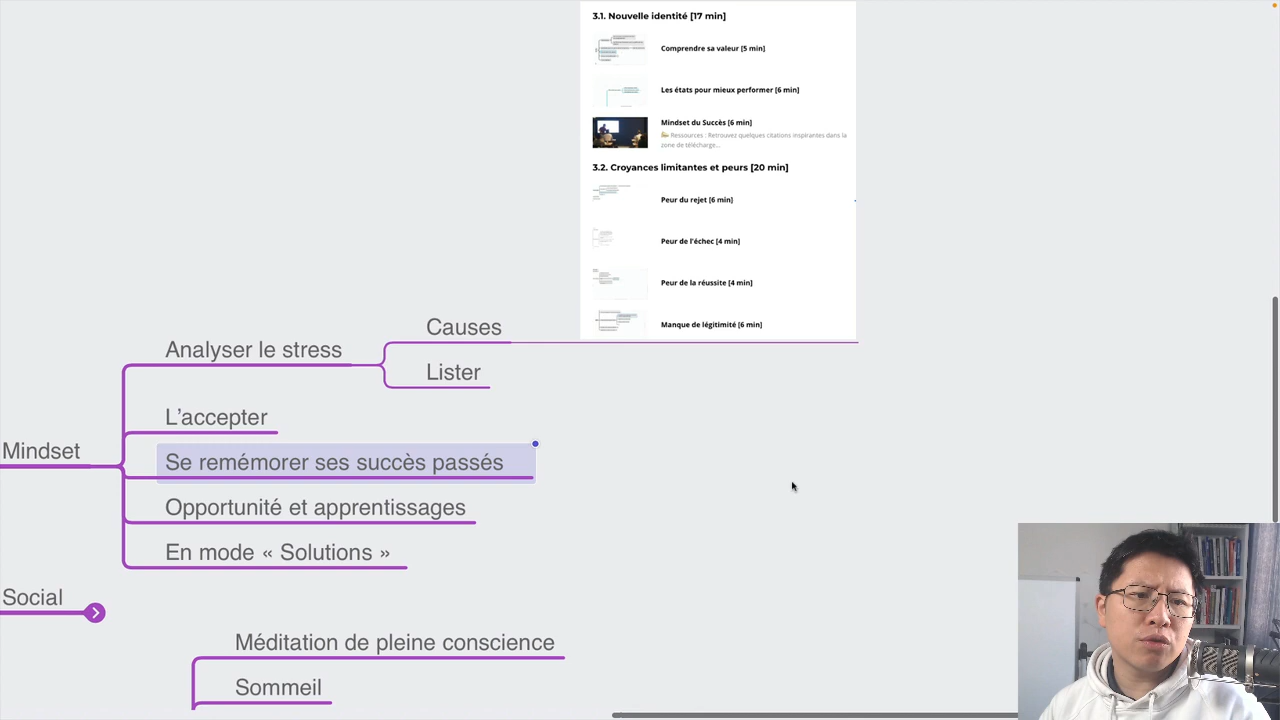 3.1. Nouvelle identité [17 min]
Comprendre sa valeur [5 min]
Les états pour mieux performer [6 min]
Mindset du Succès [6 min]
Ressources : Retrouvez quelques citations inspirantes dans la
zone de télécharge...
3.2. Croyances limitantes et peurs [20 min]
Peur du rejet [6 min]
Peur de l'échec [4 min]
Peur de la réussite [4 min]
Manque de légitimité [6 min]
Causes
Analyser le stress
Lister
L’accepter
Mindset
Se remémorer ses succès passés
Opportunité et apprentissages
En mode « Solutions »
Social
Méditation de pleine conscience
Sommeil